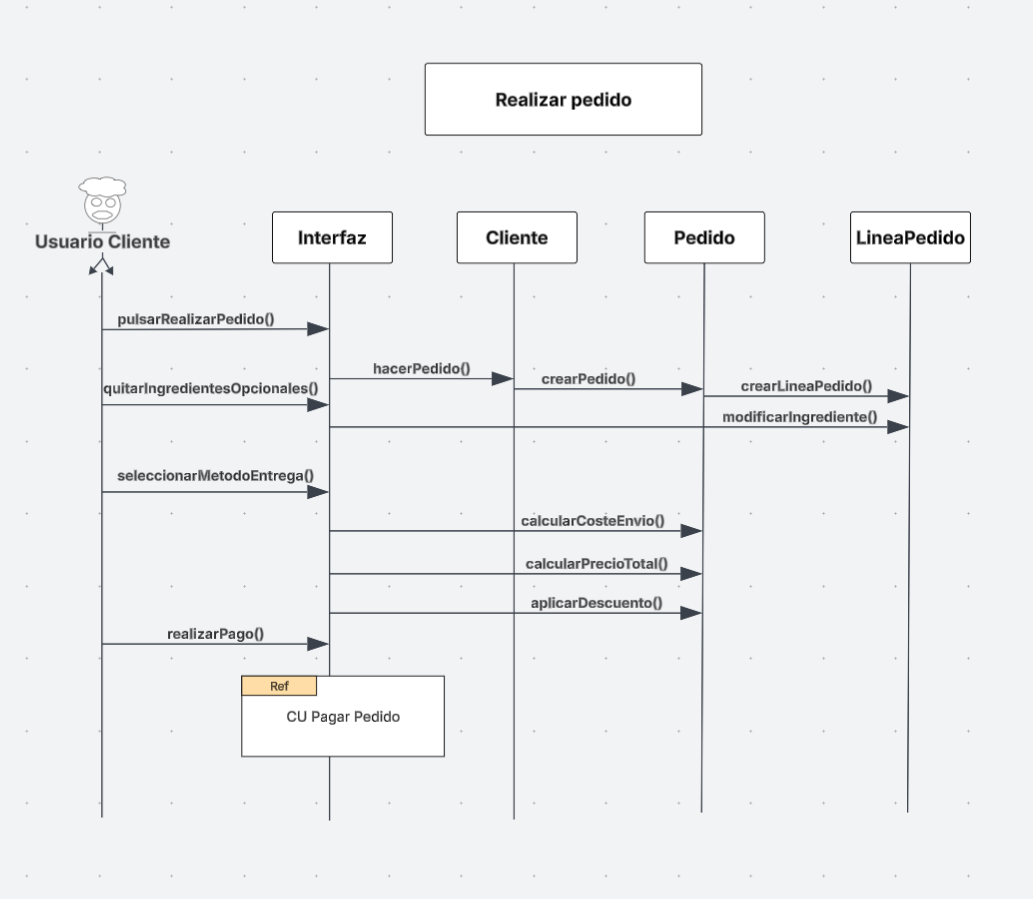 Realizar pedido
Usuario Cliente
Interfaz
Cliente
Pedido
LineaPedido
pulsarRealizarPedido()
hacerPedido()
crearPedido()
crearLineaPedido()
quitarIngredientesOpcionales()
modificarIngrediente()
seleccionarMetodoEntrega()
calcularCosteEnvio()
calcularPrecioTotal()
aplicarDescuento()
realizarPago()
Ref
CU Pagar Pedido